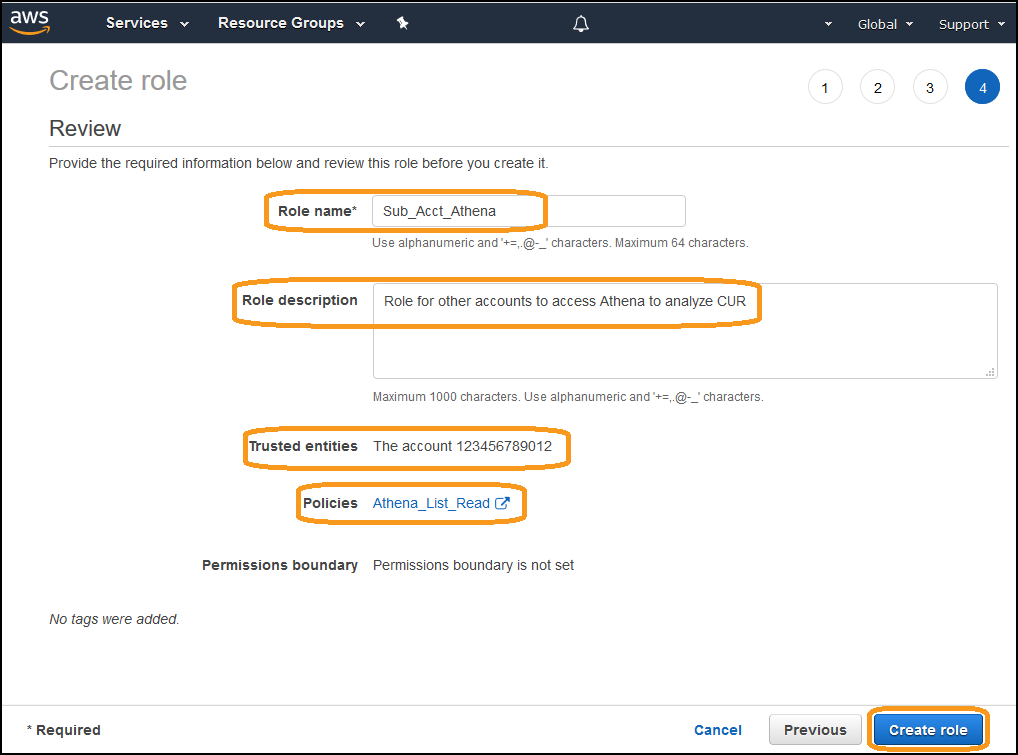 aws Services Resource Groups Global Support
Create role
1 2 3 4
Review
Provide the required information below and review this role before you create it.
Role name* Sub_Acct_Athena
Use alphanumeric and '+=,.@-_' characters. Maximum 64 characters.
Role description Role for other accounts to access Athena to analyze CUR
Maximum 1000 characters. Use alphanumeric and '+=,.@-_' characters.
Trusted entities The account 123456789012
Policies Athena_List_Read
Permissions boundary Permissions boundary is not set
No tags were added.
* Required Cancel Previous Create role